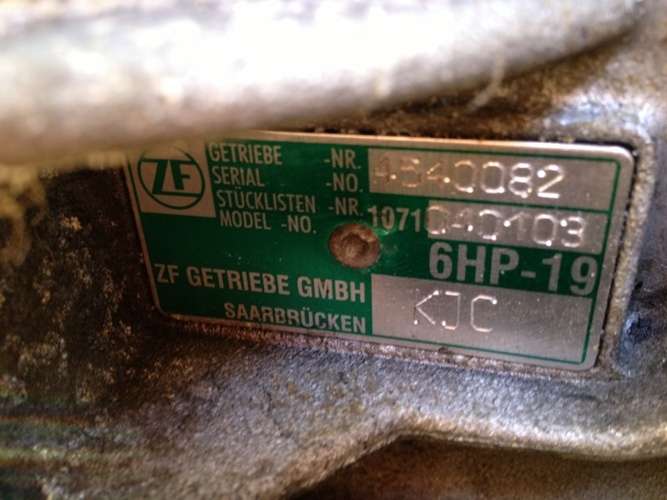 ZF
GETRIEBE -NR. 4540082
SERIAL -NO.
STÜCKLISTEN -NR. 1071040103
MODEL -NO.
6HP-19
ZF GETRIEBE GMBH KJC
SAARBRÜCKEN